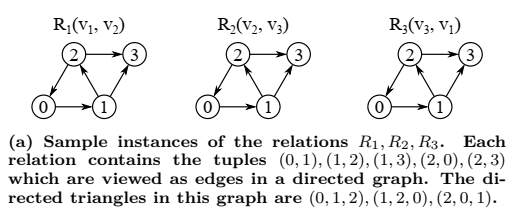 R₁(v₁, v₂) R₂(v₂, v₃) R₃(v₃, v₁)
2 3 2 3 2 3
0 1 0 1 0 1
(a) Sample instances of the relations R₁, R₂, R₃. Each
relation contains the tuples (0, 1), (1, 2), (1, 3), (2, 0), (2, 3)
which are viewed as edges in a directed graph. The di-
rected triangles in this graph are (0, 1, 2), (1, 2, 0), (2, 0, 1).